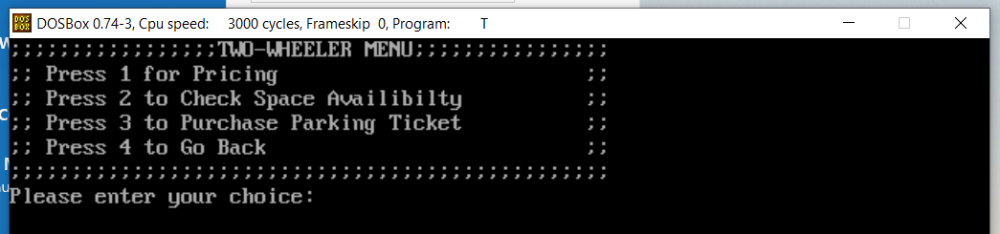 DOS
BOX
DOSBox 0.74-3, Cpu speed: 3000 cycles, Frameskip 0, Program: T
;;;;;;;;;;;;;;;;;TWO-WHEELER MENU;;;;;;;;;;;;;;;;
;; Press 1 for Pricing ;;
;; Press 2 to Check Space Availibilty ;;
;; Press 3 to Purchase Parking Ticket ;;
;; Press 4 to Go Back ;;
;;;;;;;;;;;;;;;;;;;;;;;;;;;;;;;;;;;;;;;;;;;;;;;;;
Please enter your choice: